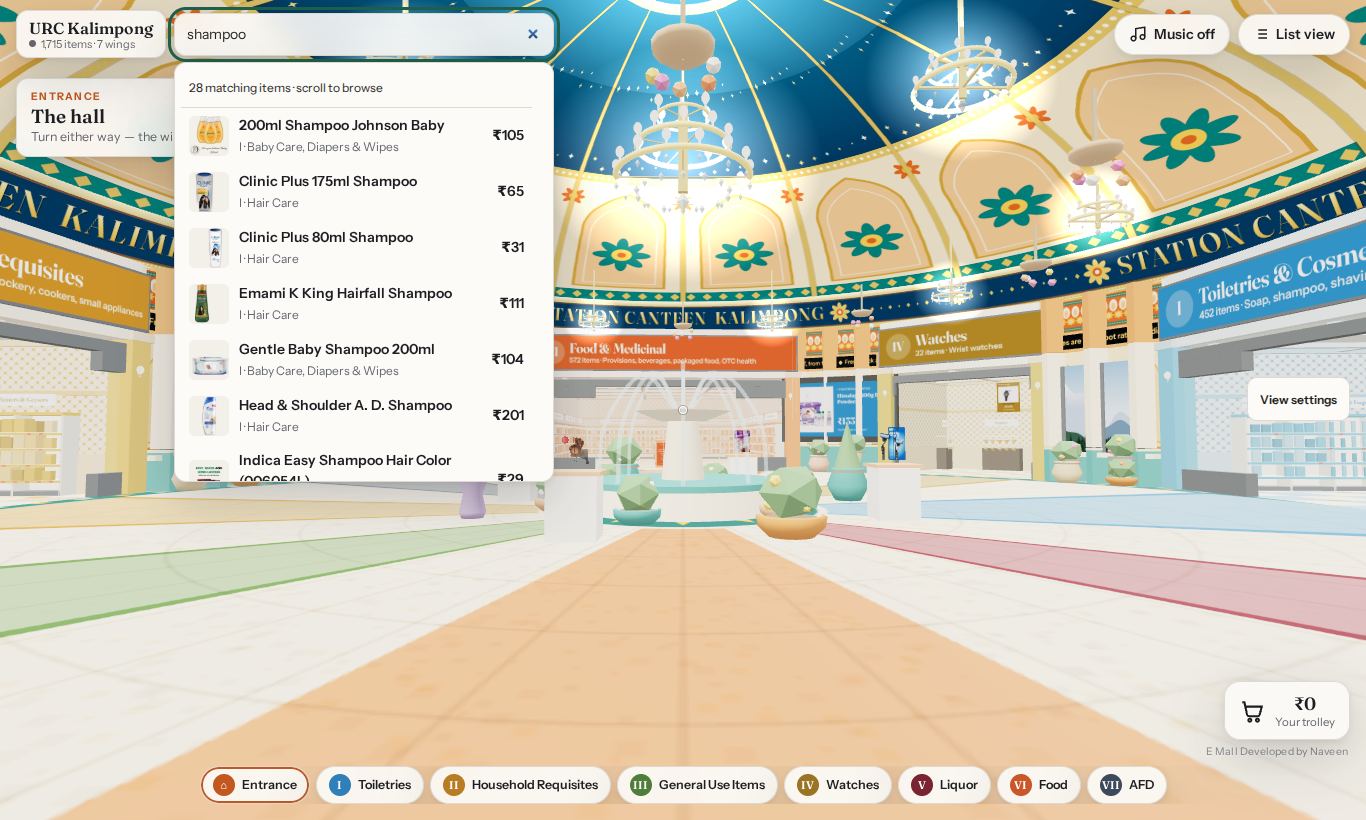 URC Kalimpong
1,715 items · 7 wings
shampoo
×
Music off
List view
28 matching items · scroll to browse
ENTRANCE
The hall
Turn either way — the wi
200ml Shampoo Johnson Baby
I · Baby Care, Diapers & Wipes
₹105
Clinic Plus 175ml Shampoo
I · Hair Care
₹65
Clinic Plus 80ml Shampoo
I · Hair Care
₹31
Emami K King Hairfall Shampoo
I · Hair Care
₹111
Gentle Baby Shampoo 200ml
I · Baby Care, Diapers & Wipes
₹104
Head & Shoulder A. D. Shampoo
I · Hair Care
₹201
Indica Easy Shampoo Hair Color
(006054L)
₹29
EN KALIM
equisites
ockery, cookers, small appliances
TATION CANTEEN KALIMPONG
STATION CANTE
Food & Medicinal
572 items · Provisions, beverages, packaged food, OTC health
IV
Watches
22 items · Wrist watches
I
Toiletries & Cosme
452 items · Soap, shampoo, shavi
View settings
₹0
Your trolley
E Mall Developed by Naveen
Entrance
I Toiletries
II Household Requisites
III General Use Items
IV Watches
V Liquor
VI Food
VII AFD